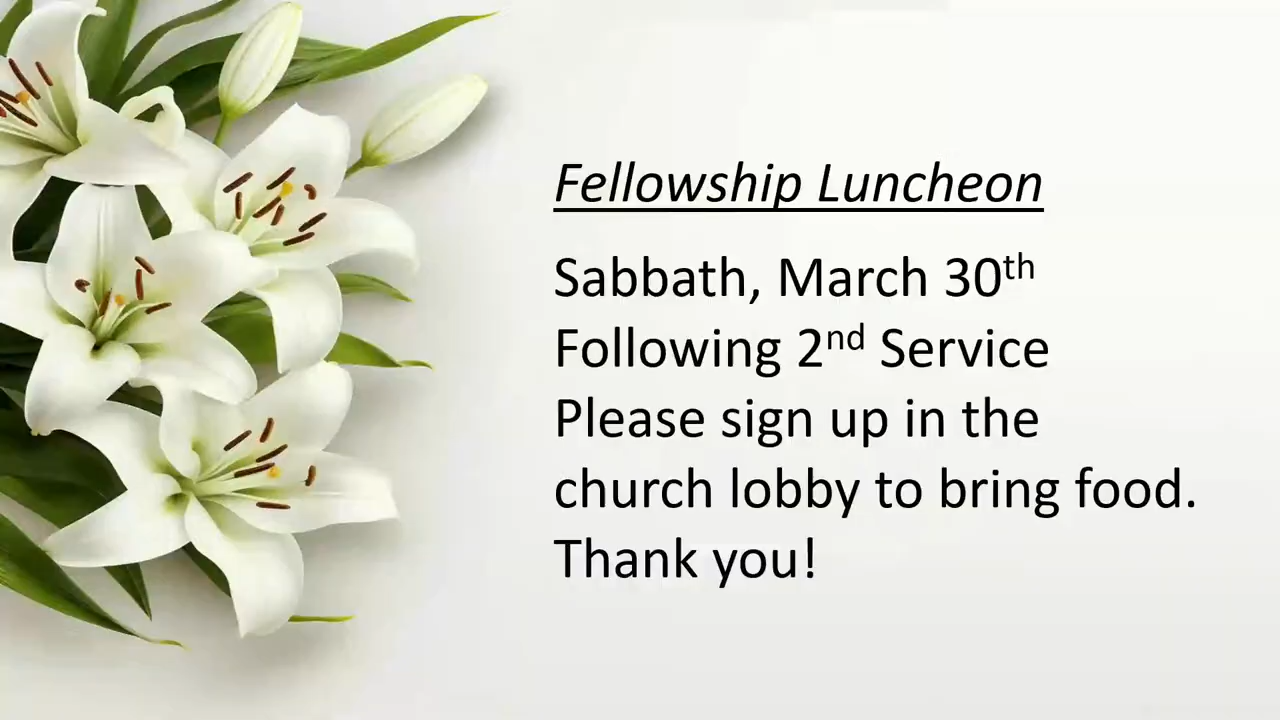 Fellowship Luncheon
Sabbath, March 30th
Following 2nd Service
Please sign up in the
church lobby to bring food.
Thank you!